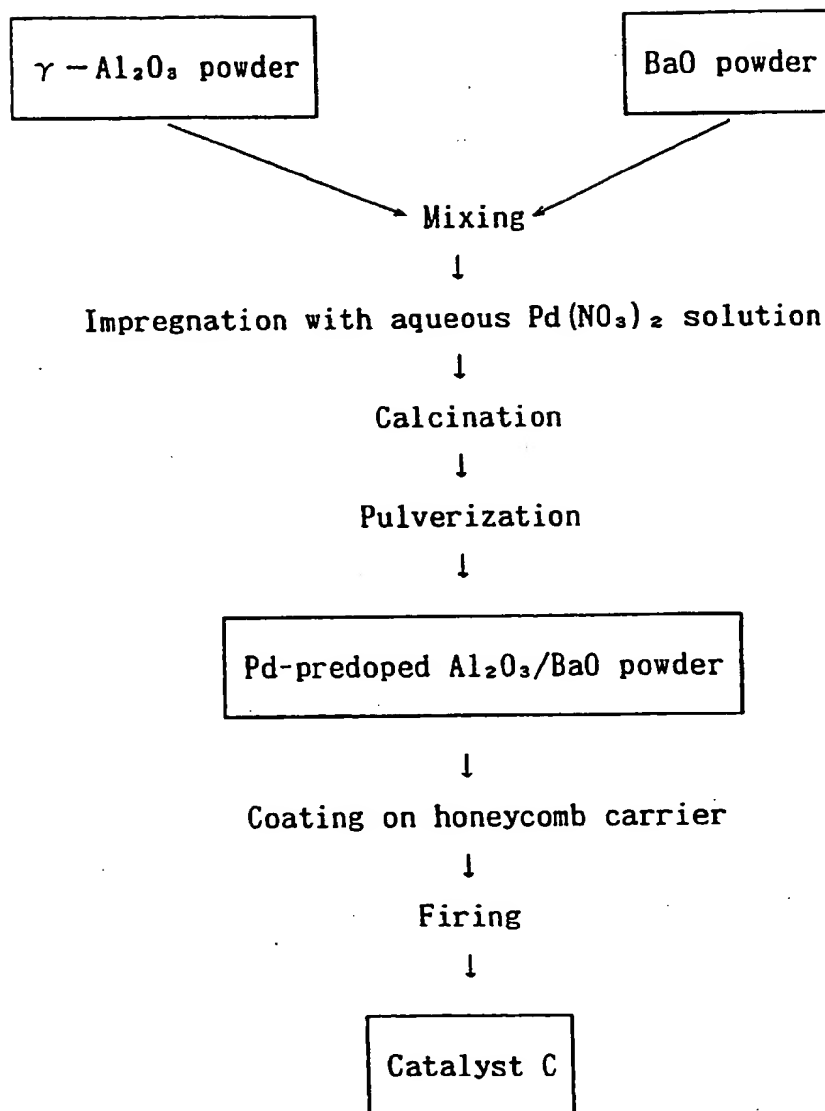 γ-Al₂O₃ powder
BaO powder
Mixing
↓
Impregnation with aqueous Pd(NO₃)₂ solution
↓
Calcination
↓
Pulverization
↓
Pd-predoped Al₂O₃/BaO powder
↓
Coating on honeycomb carrier
↓
Firing
↓
Catalyst C